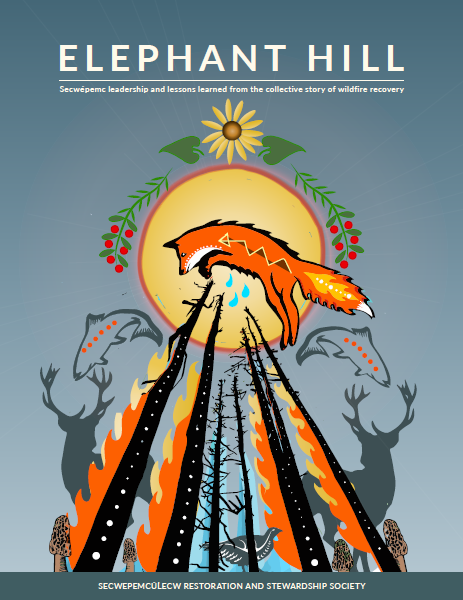 ELEPHANT HILL
Secwépemc leadership and lessons learned from the collective story of wildfire recovery
SECWEPEMCÚLECW RESTORATION AND STEWARDSHIP SOCIETY